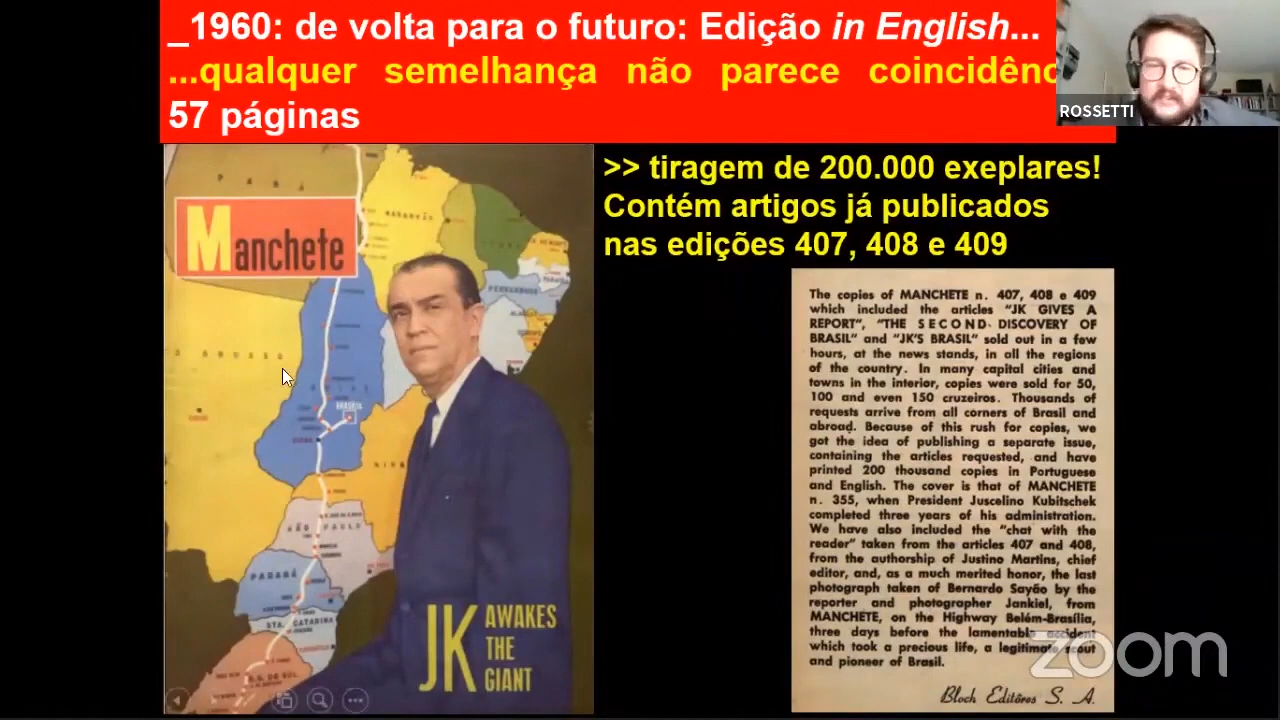 _1960: de volta para o futuro: Edição in English...
...qualquer semelhança não parece coincidênc
57 páginas
ROSSETTI
>> tiragem de 200.000 exeplares!
Contém artigos já publicados
nas edições 407, 408 e 409
PARÁ
Manchete
MARANHÃO
BRASÍLIA
SÃO PAULO
PARANÁ
STA. CATARINA
JK AWAKES
THE
GIANT
The copies of MANCHETE n. 407, 408 e 409
which included the articles "JK GIVES A
REPORT", "THE SECOND DISCOVERY OF
BRASIL" and "JK'S BRASIL" sold out in a few
hours, at the news stands, in all the regions
of the country. In many capital cities and
towns in the interior, copies were sold for 50,
100 and even 150 cruzeiros. Thousands of
requests arrive from all corners of Brasil and
abroad. Because of this rush for copies, we
got the idea of publishing a separate issue,
containing the articles requested, and have
printed 200 thousand copies in Portuguese
and English. The cover is that of MANCHETE
n. 355, when President Juscelino Kubitschek
completed three years of his administration.
We have also included the "chat with the
reader" taken from the articles 407 and 408,
from the authorship of Justino Martins, chief
editor, and, as a much merited honor, the last
photograph taken of Bernardo Sayão by the
reporter and photographer Jankiel, from
MANCHETE, on the Highway Belém-Brasília,
three days before the lamentable accident
which took a precious life, a legitimate scout
and pioneer of Brasil.
Bloch Editôres S. A.
zoom